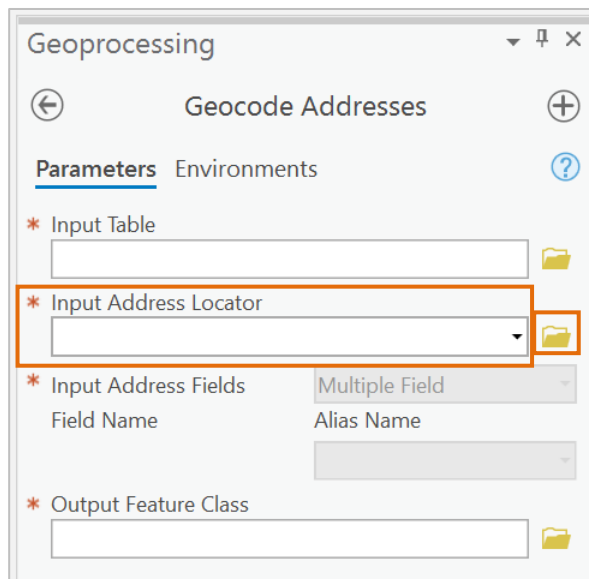 Geoprocessing
Geocode Addresses
Parameters Environments
* Input Table
* Input Address Locator
* Input Address Fields Multiple Field
Field Name Alias Name
* Output Feature Class